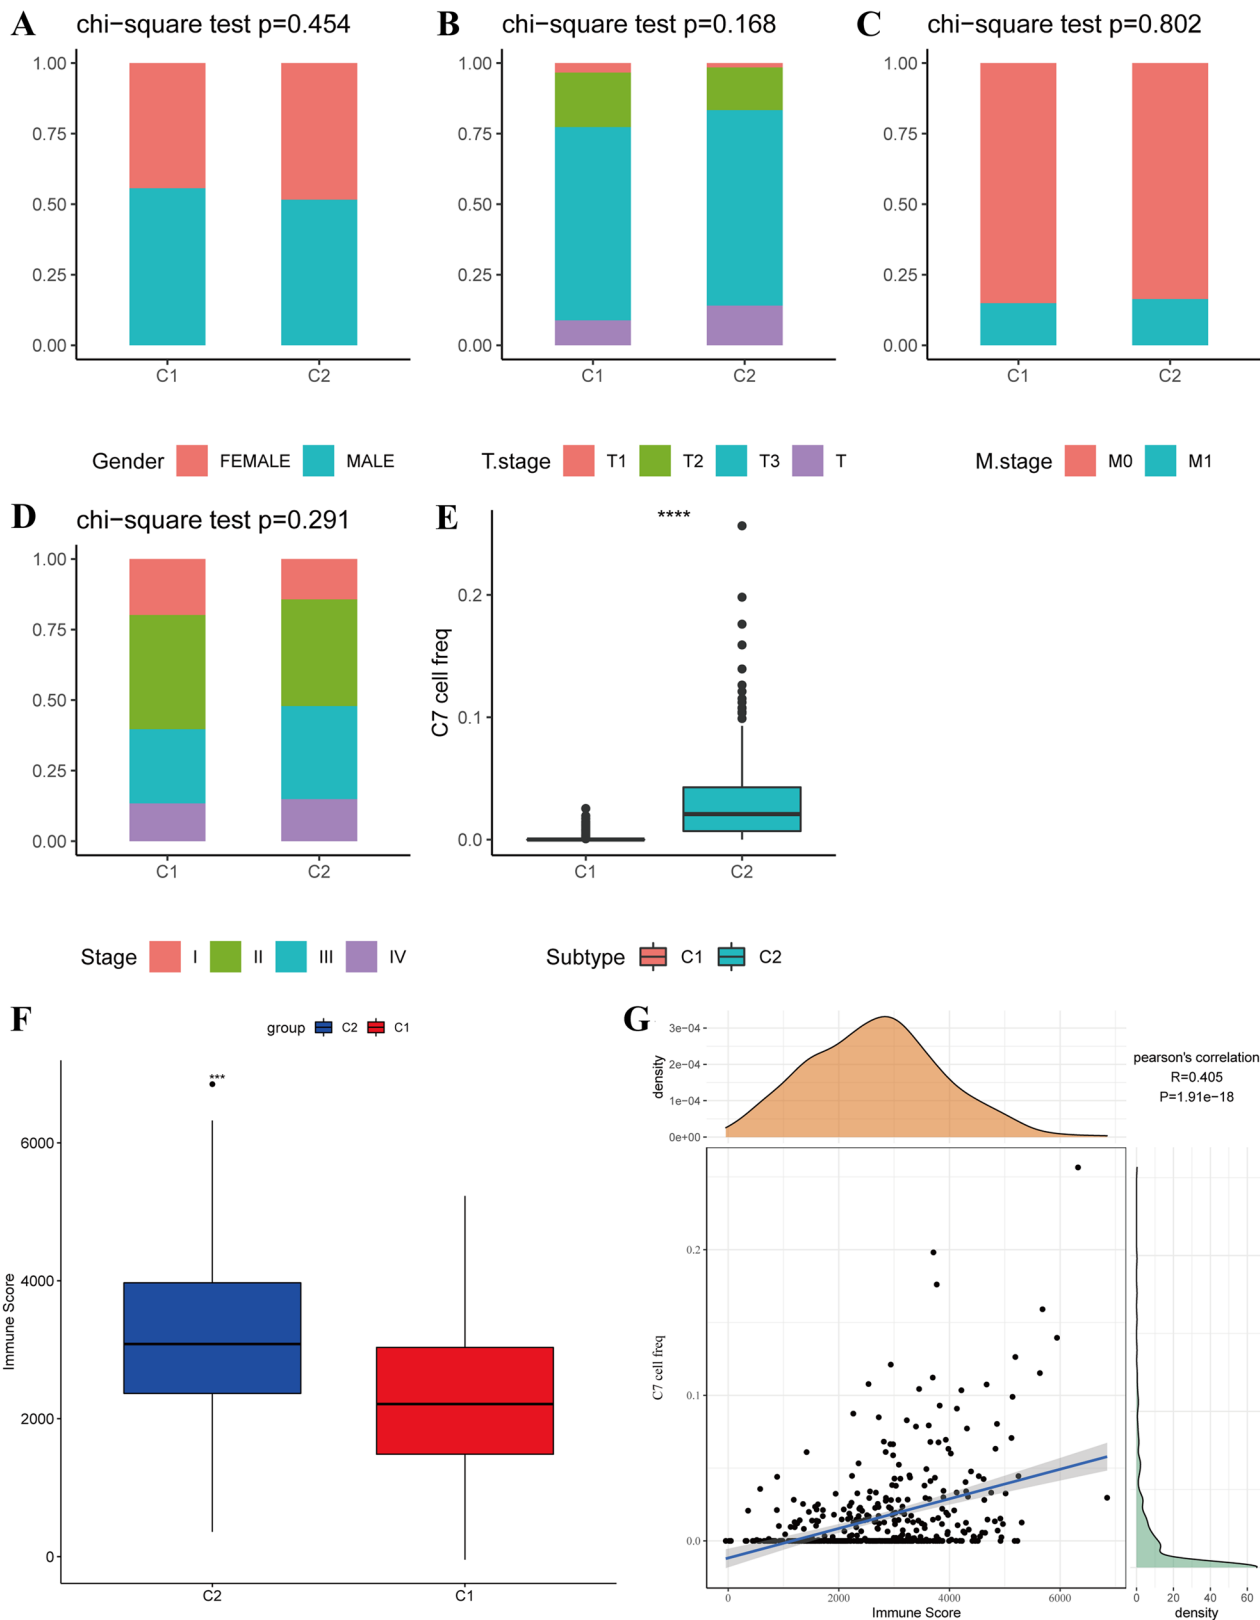 A
chi−square test p=0.454
1.00
0.75
0.50
0.25
0.00
C1
C2
Gender
FEMALE
MALE
B
chi−square test p=0.168
1.00
0.75
0.50
0.25
0.00
C1
C2
T.stage
T1
T2
T3
T
C
chi−square test p=0.802
1.00
0.75
0.50
0.25
0.00
C1
C2
M.stage
M0
M1
D
chi−square test p=0.291
1.00
0.75
0.50
0.25
0.00
C1
C2
Stage
I
II
III
IV
E
****
C7 cell freq
0.2
0.1
0.0
C1
C2
Subtype
C1
C2
F
group
C2
C1
***
Immune Score
6000
4000
2000
0
C2
C1
G
density
3e−04
2e−04
1e−04
0e+00
pearson's correlation
R=0.405
P=1.91e−18
C7 cell freq
0.2
0.1
0.0
0
2000
4000
6000
Immune Score
0
20
40
60
density